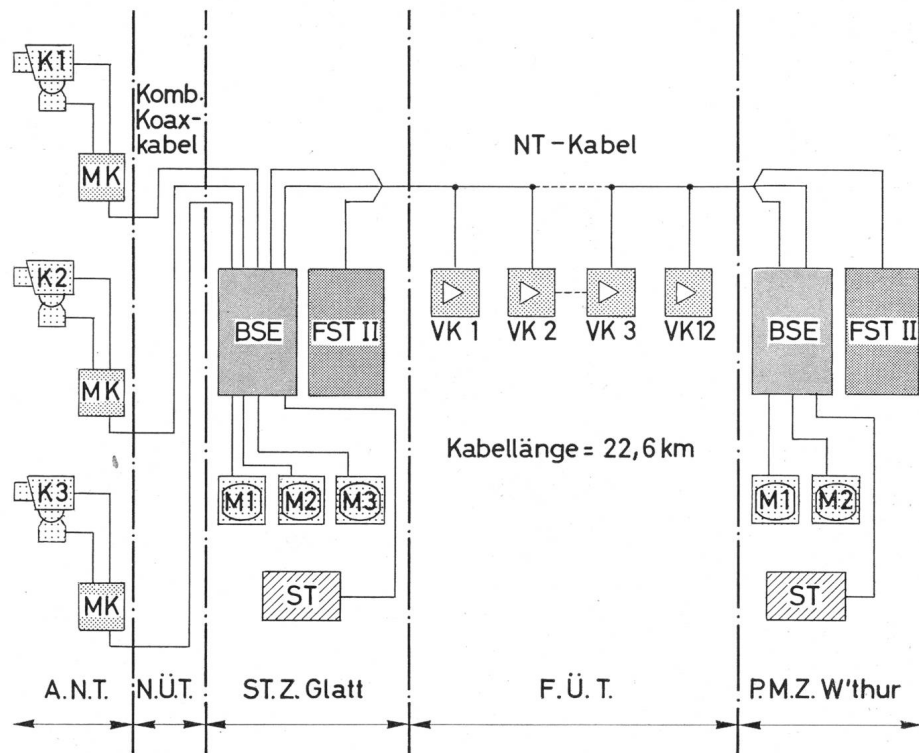 K1
MK
Komb.
Koax-
kabel
K2
MK
K3
MK
BSE
FST II
M1
M2
M3
ST
NT-Kabel
VK 1
VK 2
VK 3
VK12
Kabellänge = 22,6 km
BSE
FST II
M1
M2
ST
A.N.T.
N.Ü.T.
ST. Z. Glatt
F. Ü. T.
P.M.Z. W'thur